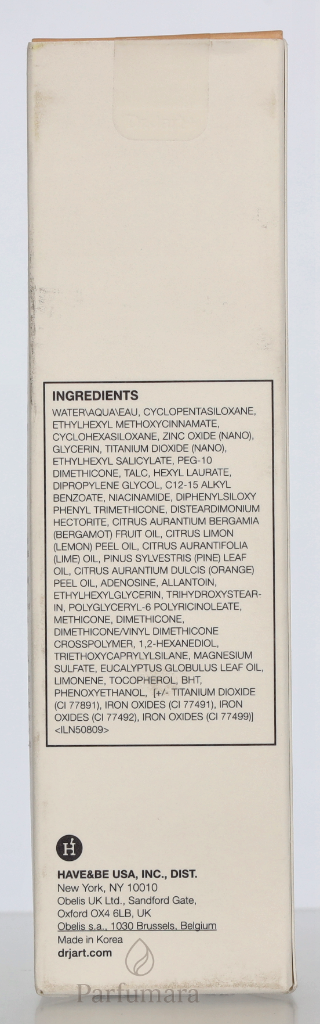 INGREDIENTS
WATER\AQUA\EAU, CYCLOPENTASILOXANE,
ETHYLHEXYL METHOXYCINNAMATE,
CYCLOHEXASILOXANE, ZINC OXIDE (NANO),
GLYCERIN, TITANIUM DIOXIDE (NANO),
ETHYLHEXYL SALICYLATE, PEG-10
DIMETHICONE, TALC, HEXYL LAURATE,
DIPROPYLENE GLYCOL, C12-15 ALKYL
BENZOATE, NIACINAMIDE, DIPHENYLSILOXY
PHENYL TRIMETHICONE, DISTEARDIMONIUM
HECTORITE, CITRUS AURANTIUM BERGAMIA
(BERGAMOT) FRUIT OIL, CITRUS LIMON
(LEMON) PEEL OIL, CITRUS AURANTIFOLIA
(LIME) OIL, PINUS SYLVESTRIS (PINE) LEAF
OIL, CITRUS AURANTIUM DULCIS (ORANGE)
PEEL OIL, ADENOSINE, ALLANTOIN,
ETHYLHEXYLGLYCERIN, TRIHYDROXYSTEAR-
IN, POLYGLYCERYL-6 POLYRICINOLEATE,
METHICONE, DIMETHICONE,
DIMETHICONE/VINYL DIMETHICONE
CROSSPOLYMER, 1,2-HEXANEDIOL,
TRIETHOXYCAPRYLYLSILANE, MAGNESIUM
SULFATE, EUCALYPTUS GLOBULUS LEAF OIL,
LIMONENE, TOCOPHEROL, BHT,
PHENOXYETHANOL, [+/- TITANIUM DIOXIDE
(CI 77891), IRON OXIDES (CI 77491), IRON
OXIDES (CI 77492), IRON OXIDES (CI 77499)]
<ILN50809>
HAVE&BE USA, INC., DIST.
New York, NY 10010
Obelis UK Ltd., Sandford Gate,
Oxford OX4 6LB, UK
Obelis s.a., 1030 Brussels, Belgium
Made in Korea
drjart.com
Parfumara